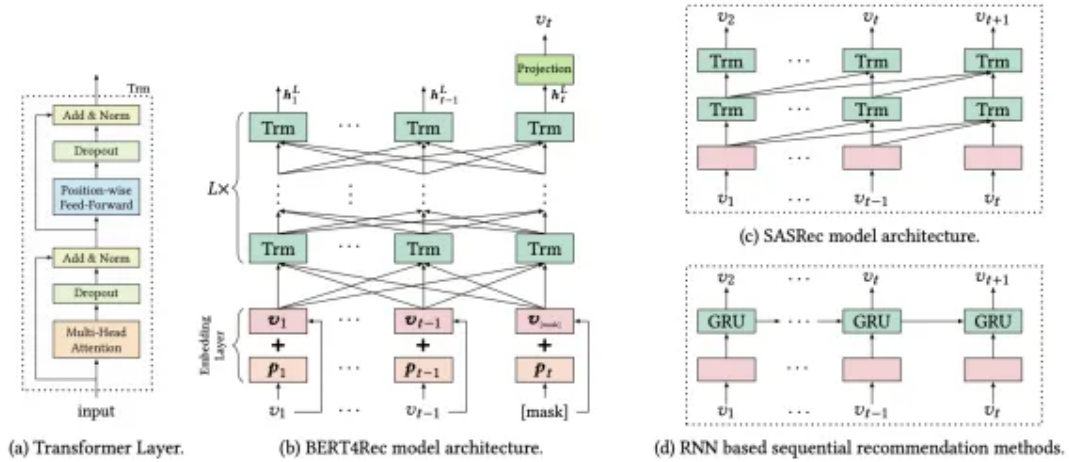 Trm
Add & Norm
Dropout
Position-wise
Feed-Forward
Add & Norm
Dropout
Multi-Head
Attention
input
(a) Transformer Layer.
v_t
Projection
h_1^L h_{t-1}^L h_t^L
Trm ... Trm Trm
L×
Trm ... Trm Trm
Embedding
Layer
v_1 ... v_{t-1} v_[mask]
+ + +
p_1 ... p_{t-1} p_t
v_1 ... v_{t-1} [mask]
(b) BERT4Rec model architecture.
v_2 v_t v_{t+1}
Trm ... Trm Trm
Trm ... Trm Trm
...
v_1 ... v_{t-1} v_t
(c) SASRec model architecture.
v_2 ... v_t v_{t+1}
GRU ... GRU GRU
...
v_1 ... v_{t-1} v_t
(d) RNN based sequential recommendation methods.